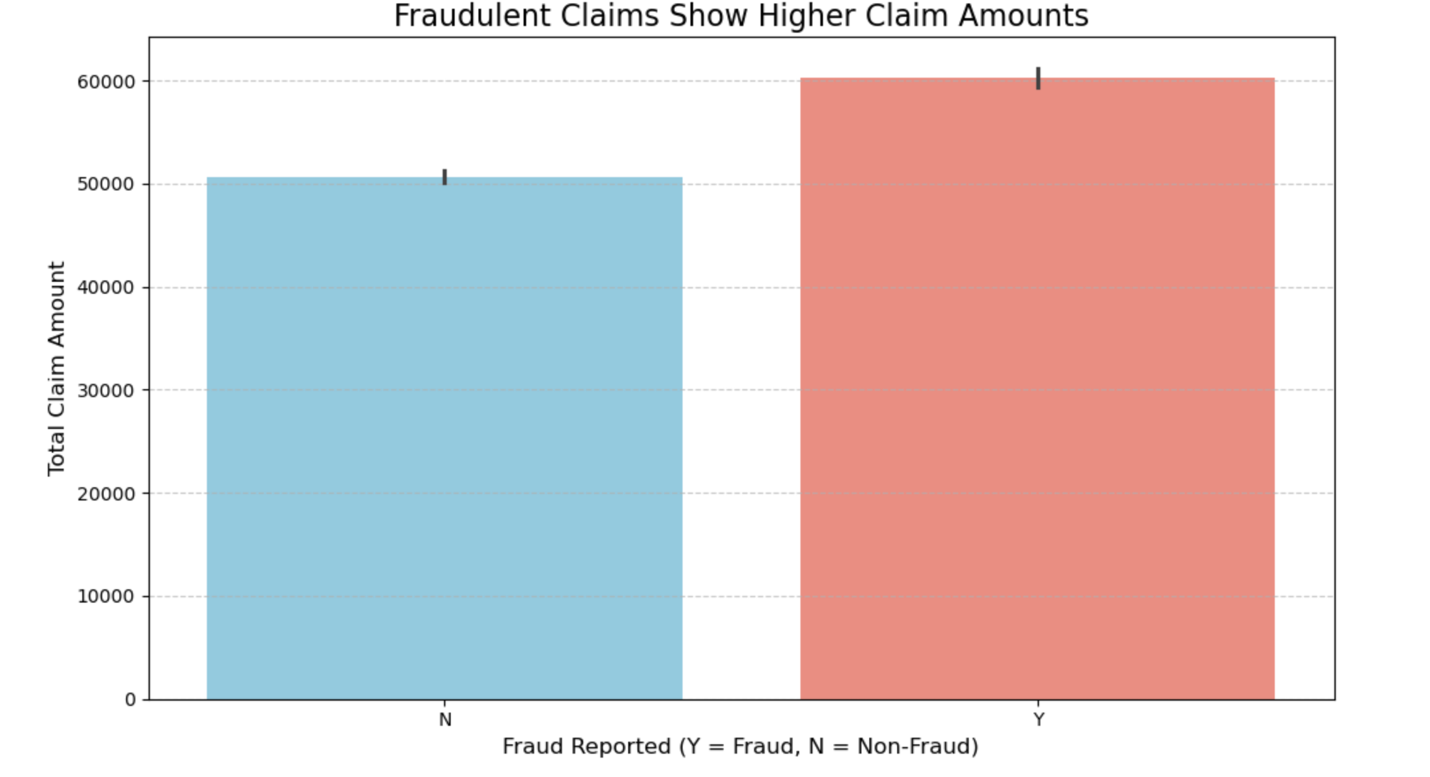 Fraudulent Claims Show Higher Claim Amounts
60000
50000
40000
30000
20000
10000
0
Total Claim Amount
N
Y
Fraud Reported (Y = Fraud, N = Non-Fraud)